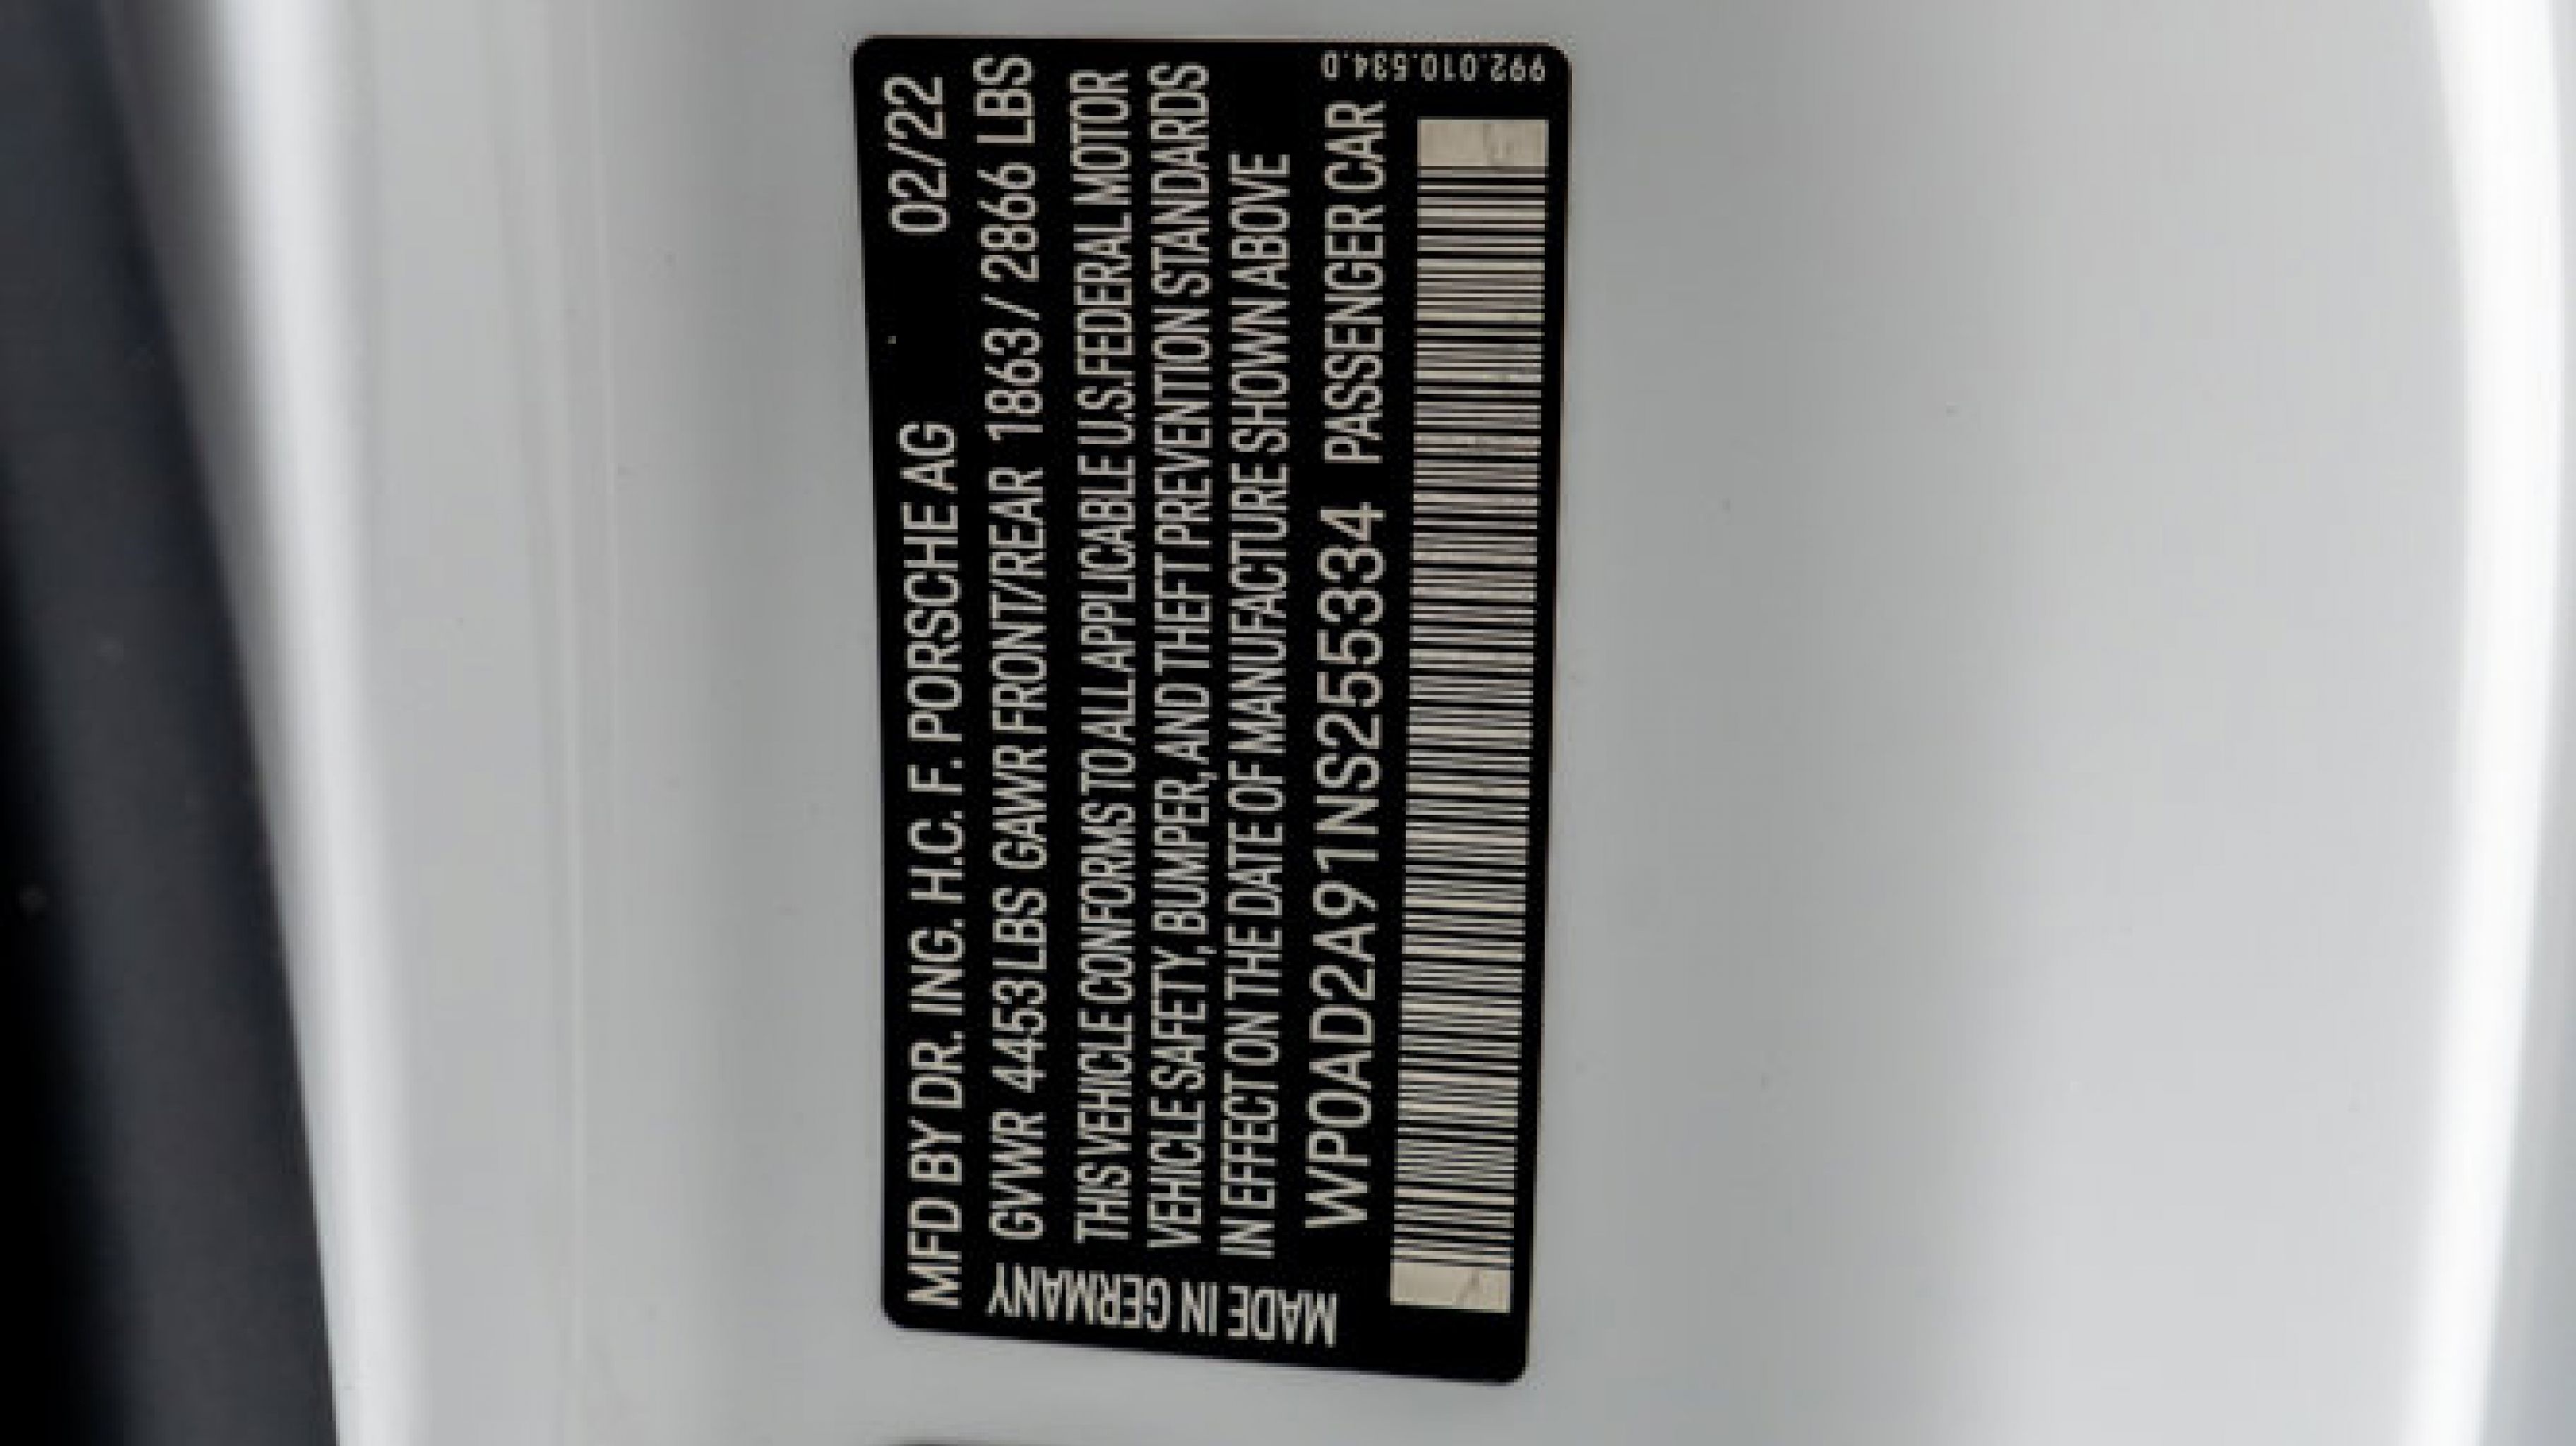 MFD BY DR. ING. H.C. F. PORSCHE AG 02/22
GVWR 4453 LBS GAWR FRONT/REAR 1863 / 2866 LBS
THIS VEHICLE CONFORMS TO ALL APPLICABLE U.S.FEDERAL MOTOR
VEHICLE SAFETY, BUMPER, AND THEFT PREVENTION STANDARDS
IN EFFECT ON THE DATE OF MANUFACTURE SHOWN ABOVE
WP0AD2A91NS255334 PASSENGER CAR
MADE IN GERMANY
992.010.534.D